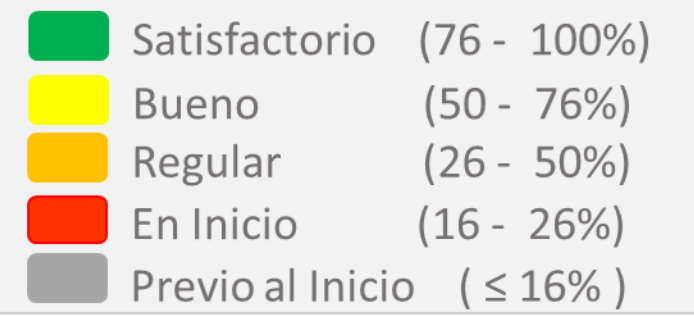 Satisfactorio (76 - 100%)
Bueno (50 - 76%)
Regular (26 - 50%)
En Inicio (16 - 26%)
Previo al Inicio ( ≤ 16% )